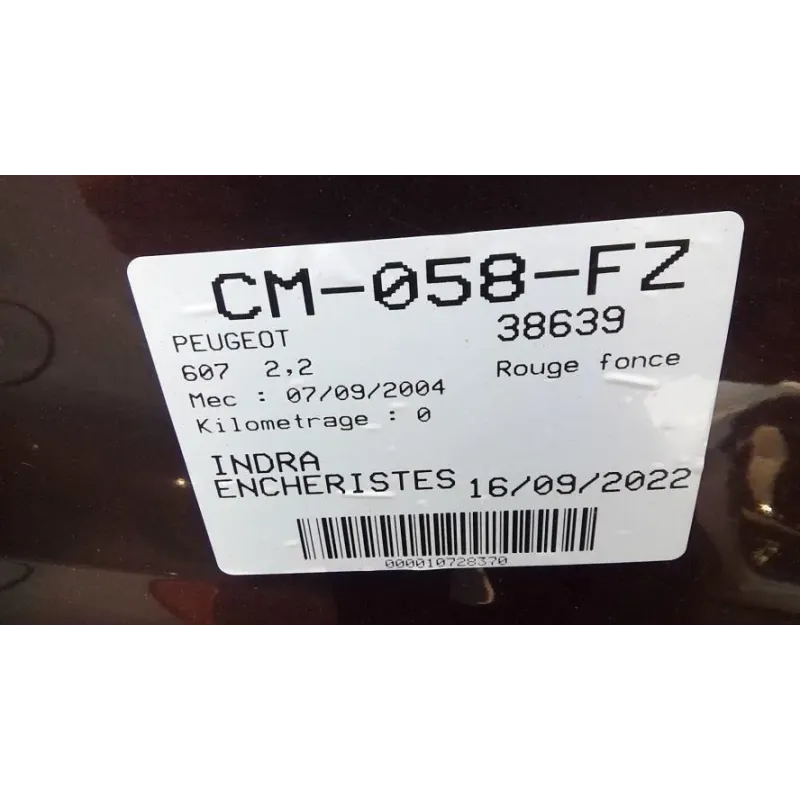 CM-058-FZ
PEUGEOT 38639
607 2,2 Rouge fonce
Mec : 07/09/2004
Kilometrage : 0
INDRA
ENCHERISTES 16/09/2022
000010728370